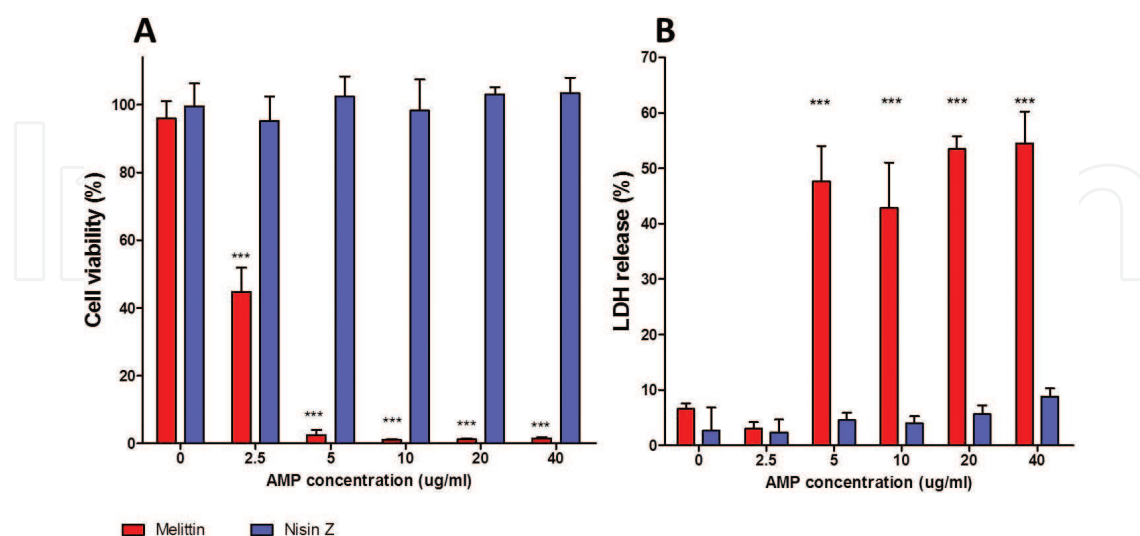 A
B
Cell viability (%)
100
80
60
40
20
0
***
***
***
***
***
0 2.5 5 10 20 40
AMP concentration (ug/ml)
LDH release (%)
70
60
50
40
30
20
10
0
*** *** *** ***
0 2.5 5 10 20 40
AMP concentration (ug/ml)
Melittin Nisin Z